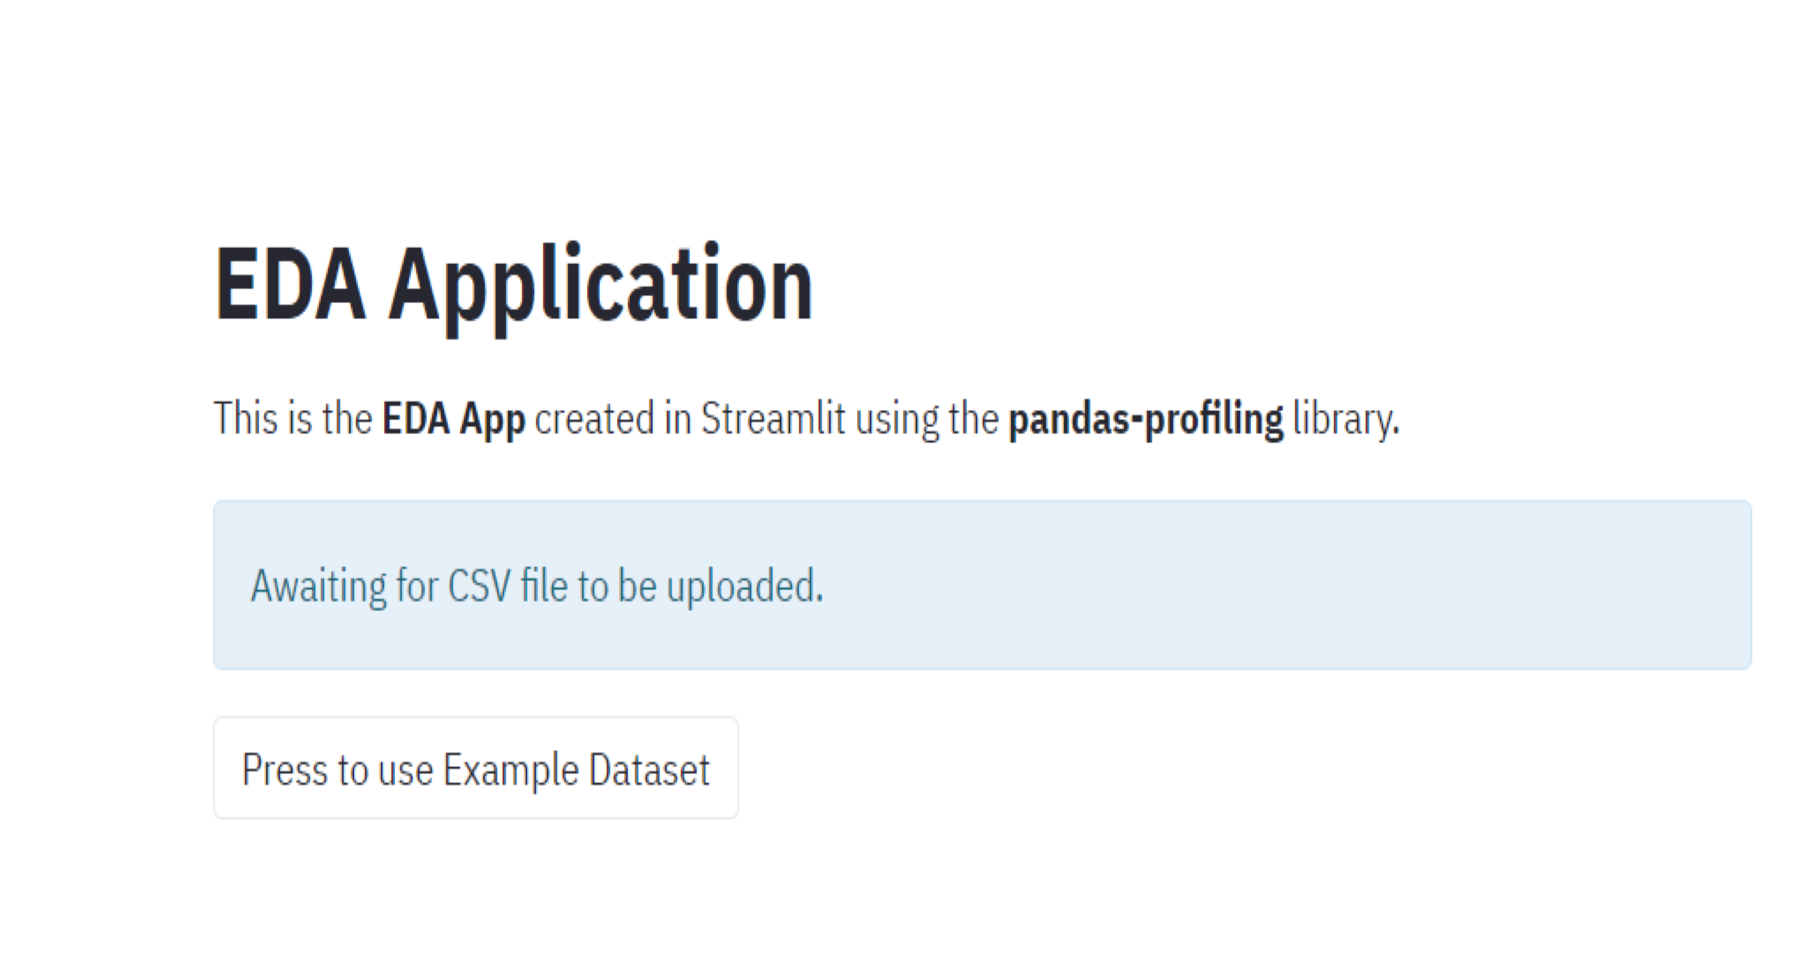 EDA Application
This is the EDA App created in Streamlit using the pandas-profiling library.
Awaiting for CSV file to be uploaded.
Press to use Example Dataset